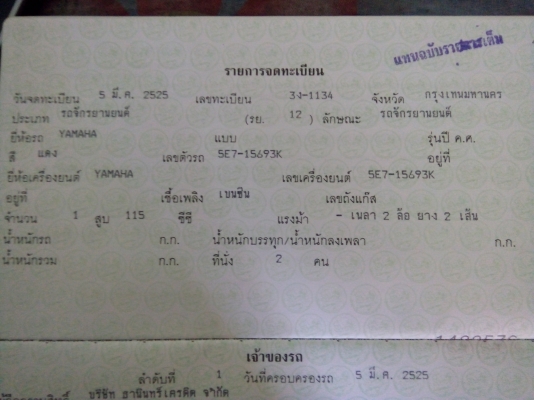 แทนฉบับรายการเดิม
รายการจดทะเบียน
วันจดทะเบียน 5 มี.ค. 2525 เลขทะเบียน 3ง-1134 จังหวัด กรุงเทพมหานคร
ประเภท รถจักรยานยนต์ (รย. 12 ) ลักษณะ รถจักรยานยนต์
ยี่ห้อรถ YAMAHA แบบ รุ่นปี ค.ศ.
สี แดง เลขตัวรถ 5E7-15693K อยู่ที่
ยี่ห้อเครื่องยนต์ YAMAHA เลขเครื่องยนต์ 5E7-15693K
อยู่ที่ เชื้อเพลิง เบนซิน เลขถังแก๊ส
จำนวน 1 สูบ 115 ซีซี แรงม้า - เพลา 2 ล้อ ยาง 2 เส้น
น้ำหนักรถ ก.ก. น้ำหนักบรรทุก/น้ำหนักลงเพลา ก.ก.
น้ำหนักรวม ก.ก. ที่นั่ง 2 คน
เจ้าของรถ
ลำดับที่ 1 วันที่ครอบครองรถ 5 มี.ค. 2525
บริษัท ธานินทร์เครดิต จำกัด